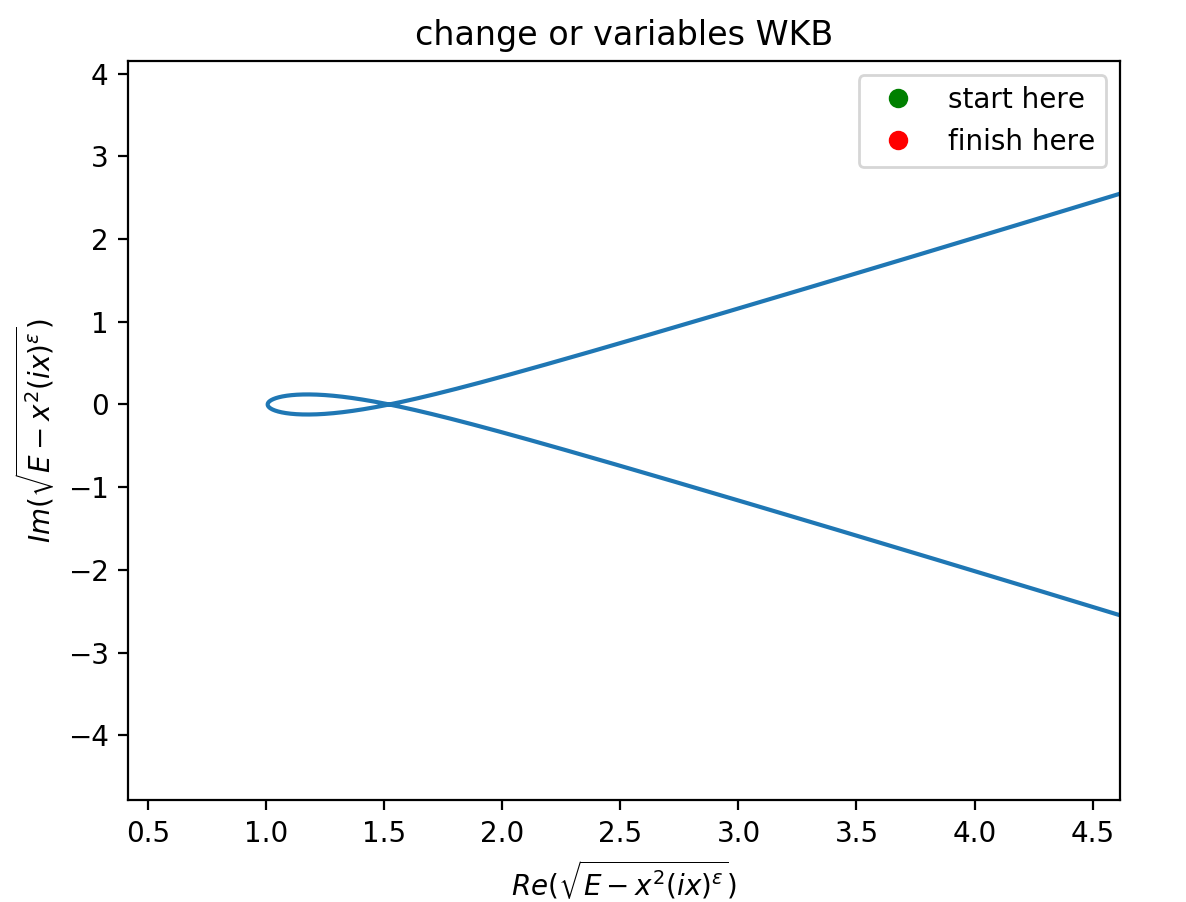 change or variables WKB
start here
finish here
4
3
2
1
0
−1
−2
−3
−4
Im(√E − x²(ix)^ε)
0.5 1.0 1.5 2.0 2.5 3.0 3.5 4.0 4.5
Re(√E − x²(ix)^ε)